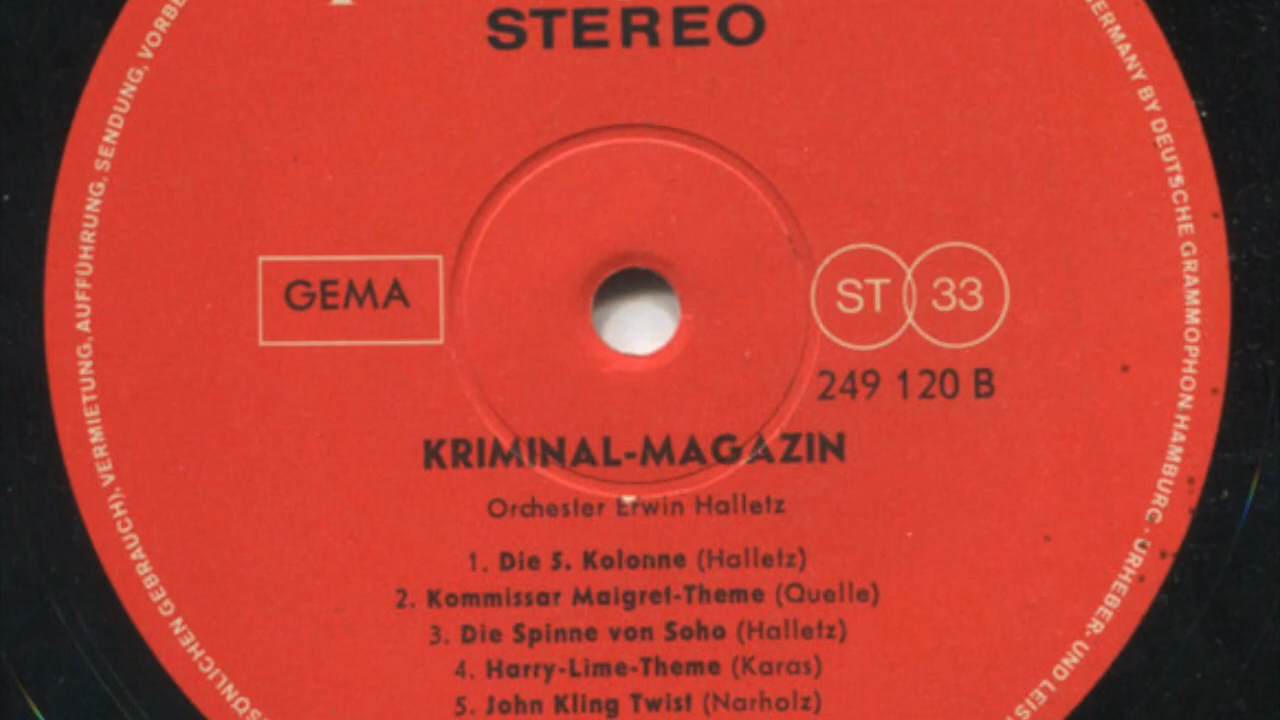 STEREO
GEMA
ST 33
249 120 B
KRIMINAL-MAGAZIN
Orchester Erwin Halletz
1. Die 5. Kolonne (Halletz)
2. Kommissar Maigret-Theme (Quelle)
3. Die Spinne von Soho (Halletz)
4. Harry-Lime-Theme (Karas)
5. John Kling Twist (Narholz)
GEBRAUCH), VERMIETUNG, AUFFÜHRUNG, SENDUNG,
BY DEUTSCHE GRAMMOPHON HAMBURG · URHEBER- UND